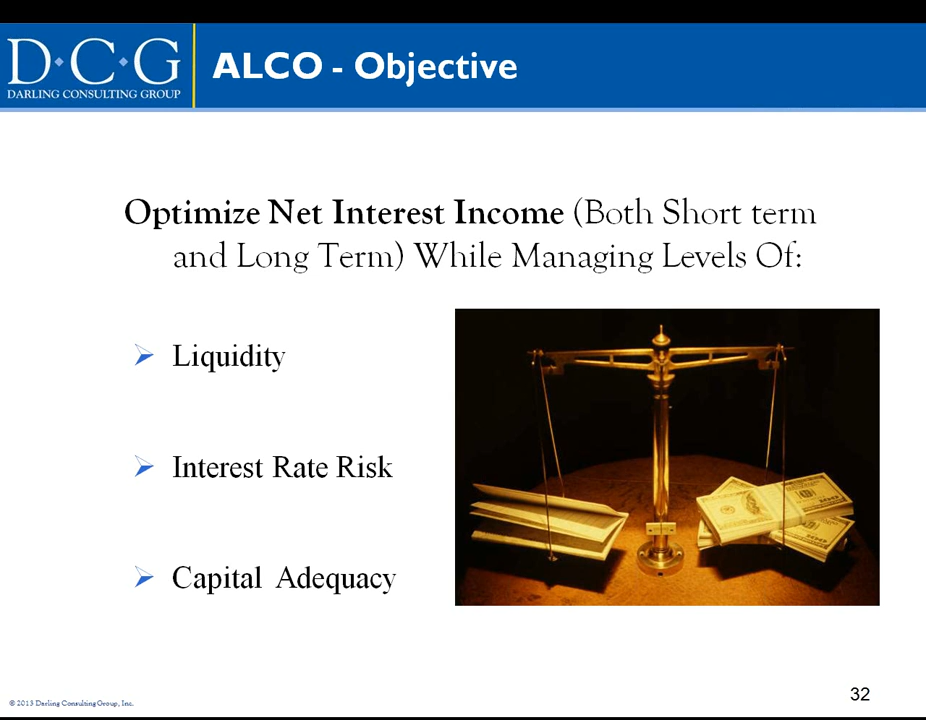 D·C·G
DARLING CONSULTING GROUP
ALCO - Objective
Optimize Net Interest Income (Both Short term
and Long Term) While Managing Levels Of:
Liquidity
Interest Rate Risk
Capital Adequacy
© 2013 Darling Consulting Group, Inc.
32